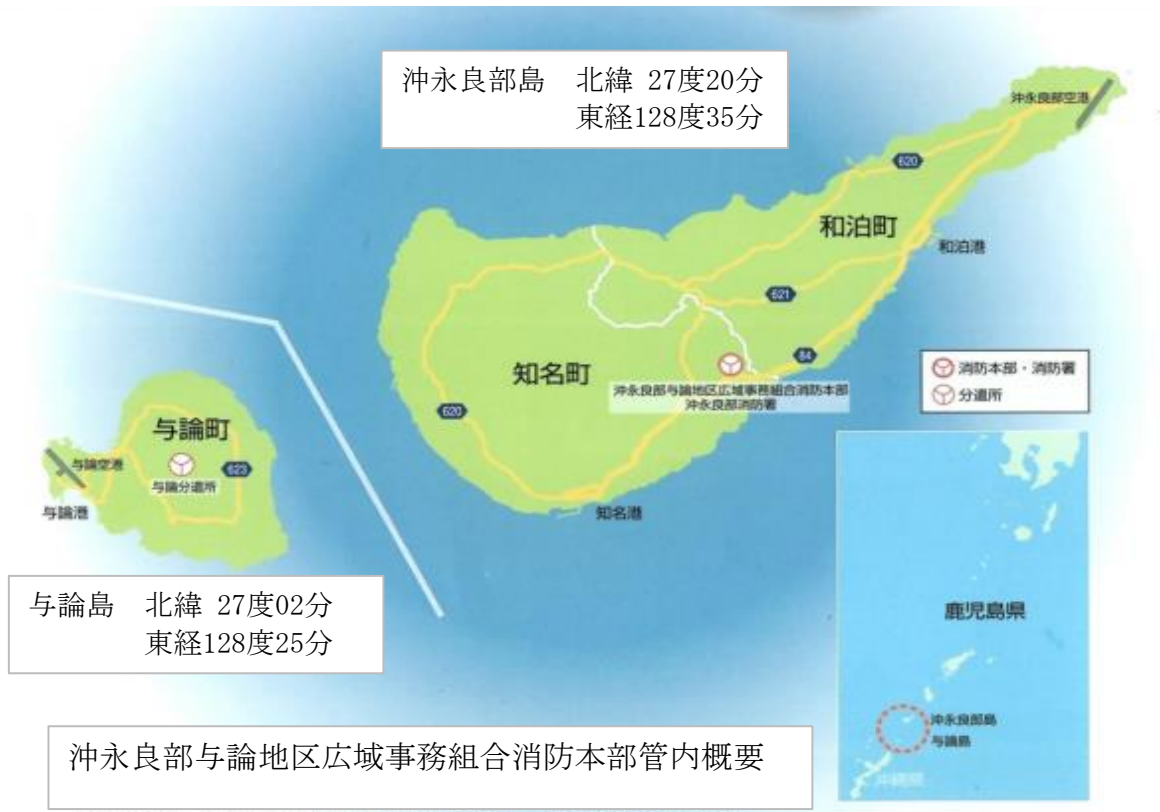 沖永良部島　北緯 27度20分
東経128度35分
沖永良部空港
620
和泊町
和泊港
621
知名町
84
沖永良部与論地区広域事務組合消防本部
沖永良部消防署
消防本部・消防署
分遣所
620
与論町
与論空港
623
与論分遣所
与論港
知名港
与論島　北緯 27度02分
東経128度25分
鹿児島県
沖永良部島
与論島
沖縄県
沖永良部与論地区広域事務組合消防本部管内概要